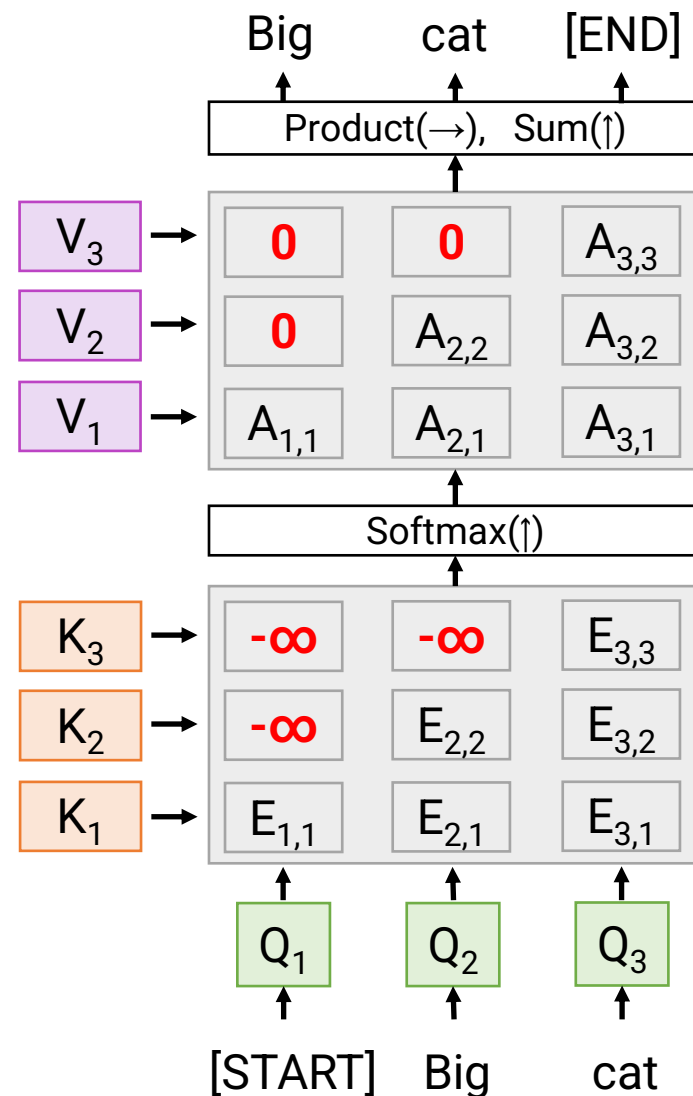 Big cat [END]
Product(→), Sum(↑)
V3 0 0 A3,3
V2 0 A2,2 A3,2
V1 A1,1 A2,1 A3,1
Softmax(↑)
K3 -∞ -∞ E3,3
K2 -∞ E2,2 E3,2
K1 E1,1 E2,1 E3,1
Q1 Q2 Q3
[START] Big cat